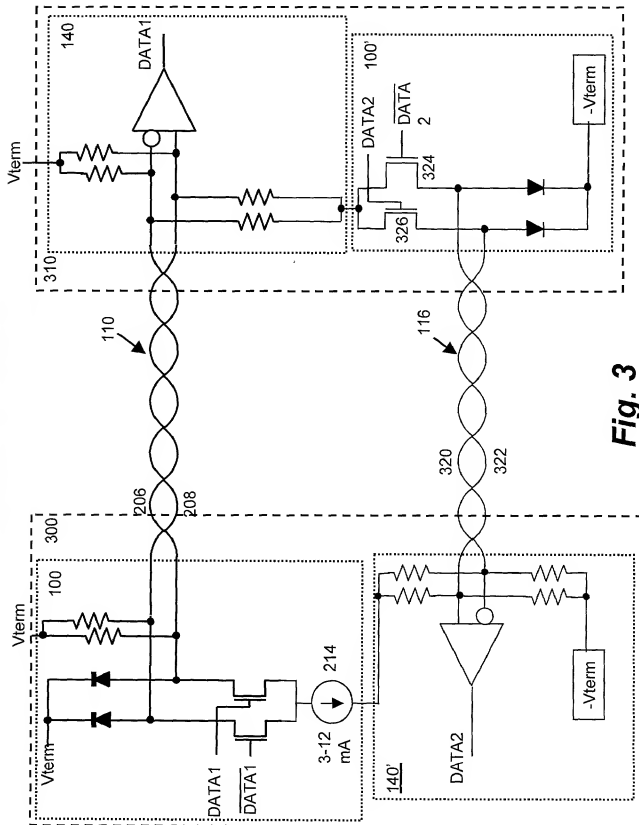 Vterm
140
DATA1
310
100'
DATA2
DATA
2
324
326
-Vterm
110
116
206
208
320
322
300
100
Vterm
Vterm
214
3-12
mA
DATA1
DATA1
DATA2
-Vterm
140'
Fig. 3